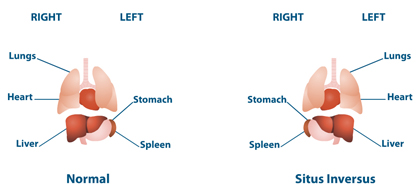 RIGHT LEFT
Lungs
Heart
Stomach
Liver
Spleen
Normal
RIGHT LEFT
Lungs
Stomach
Heart
Spleen
Liver
Situs Inversus